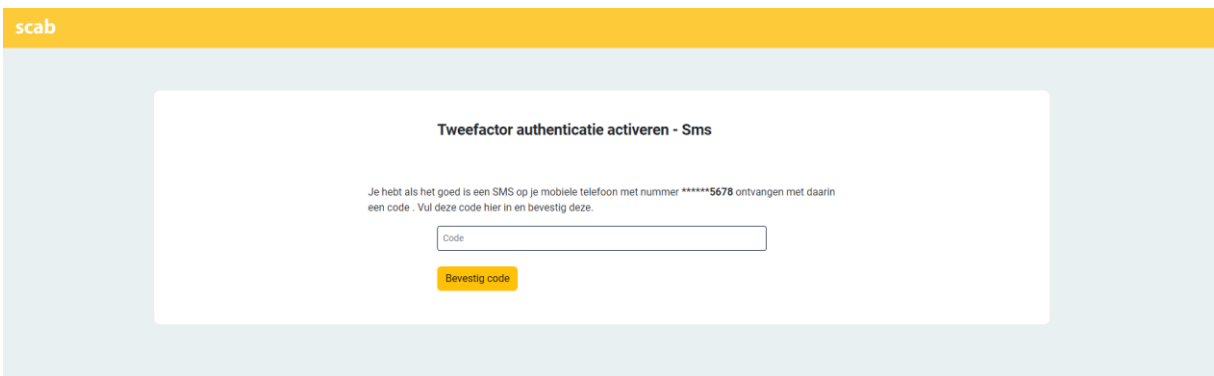 scab
Tweefactor authenticatie activeren - Sms
Je hebt als het goed is een SMS op je mobiele telefoon met nummer ******5678 ontvangen met daarin
een code . Vul deze code hier in en bevestig deze.
Code
Bevestig code